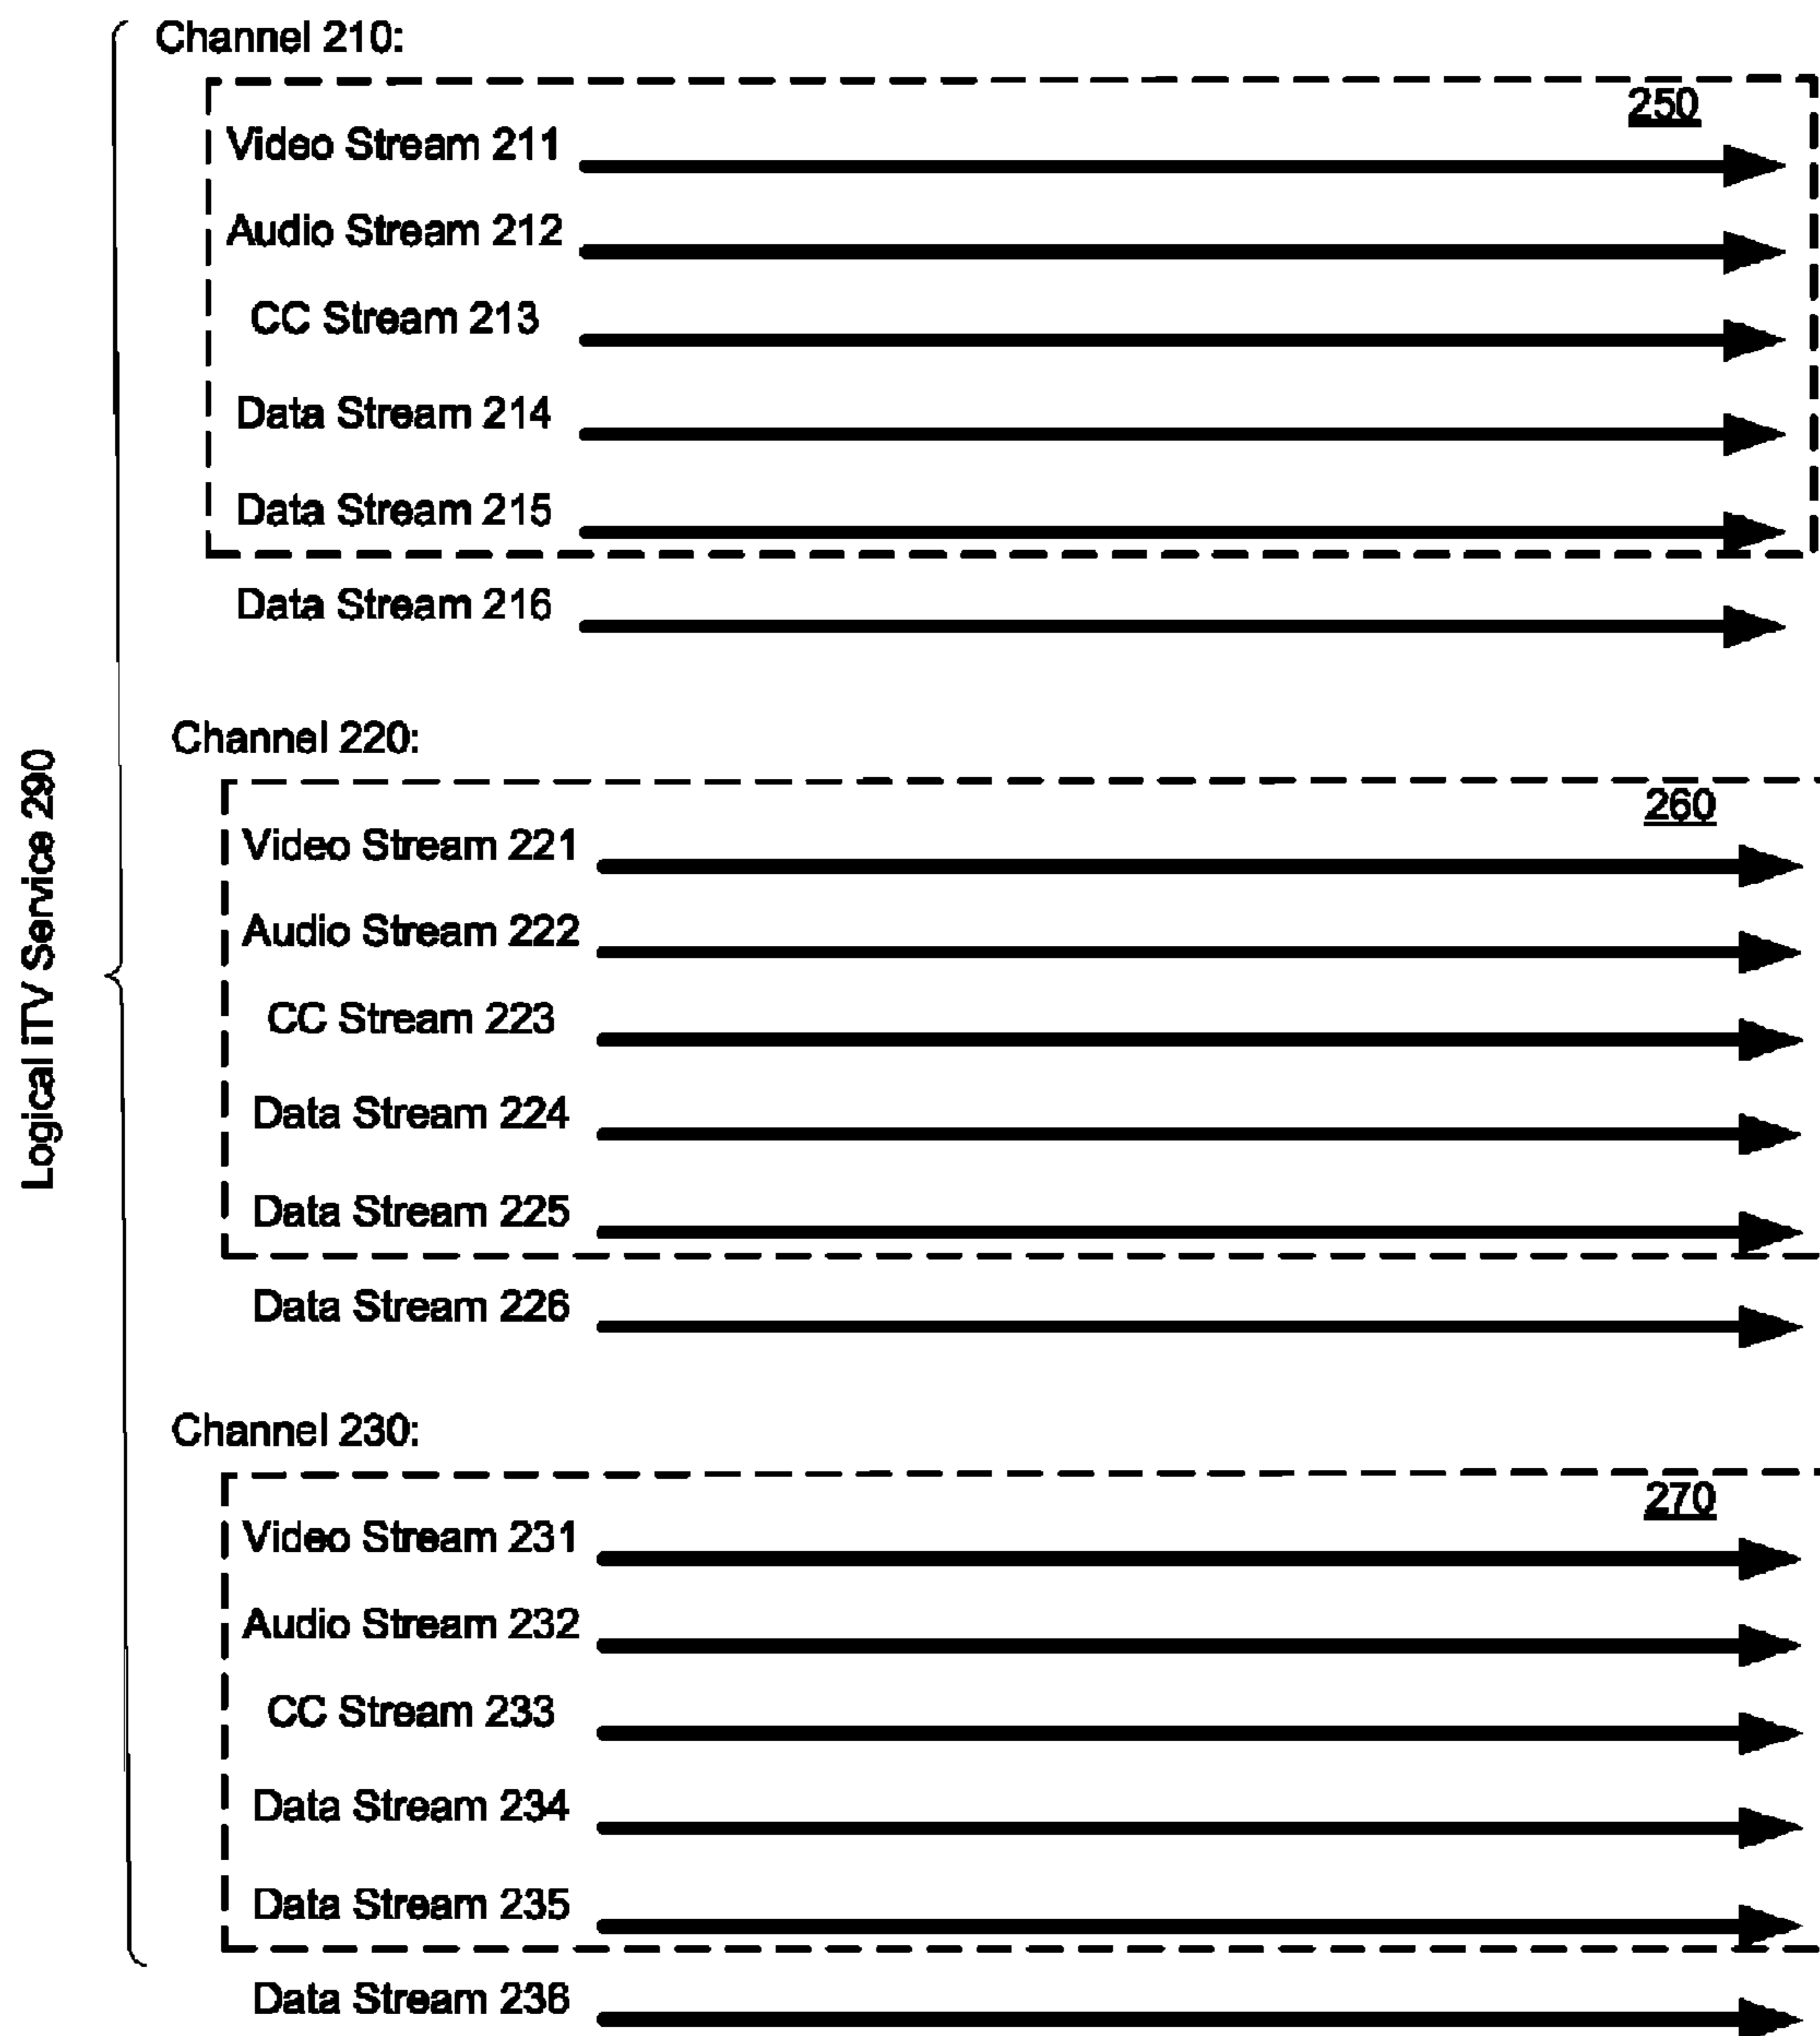 Channel 210:
250
Video Stream 211
Audio Stream 212
CC Stream 213
Data Stream 214
Data Stream 215
Data Stream 216
Logical iTV Service 290
Channel 220:
260
Video Stream 221
Audio Stream 222
CC Stream 223
Data Stream 224
Data Stream 225
Data Stream 226
Channel 230:
270
Video Stream 231
Audio Stream 232
CC Stream 233
Data Stream 234
Data Stream 235
Data Stream 236